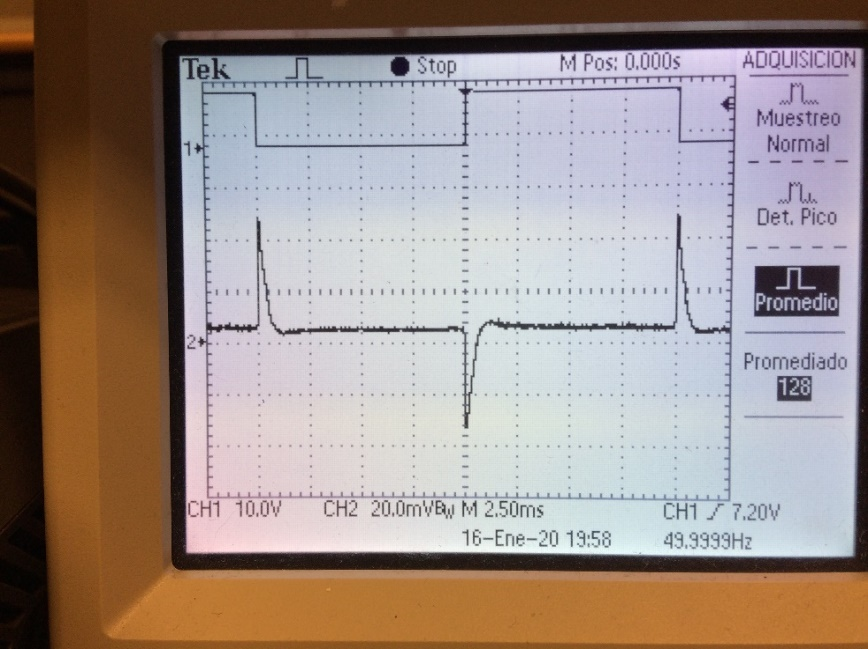 Tek Stop M Pos: 0.000s ADQUISICION
Muestreo
Normal
1
Det. Pico
Promedio
2
Promediado
128
CH1 10.0V CH2 20.0mVBW M 2.50ms CH1 7.20V
16-Ene-20 19:58 49.9999Hz